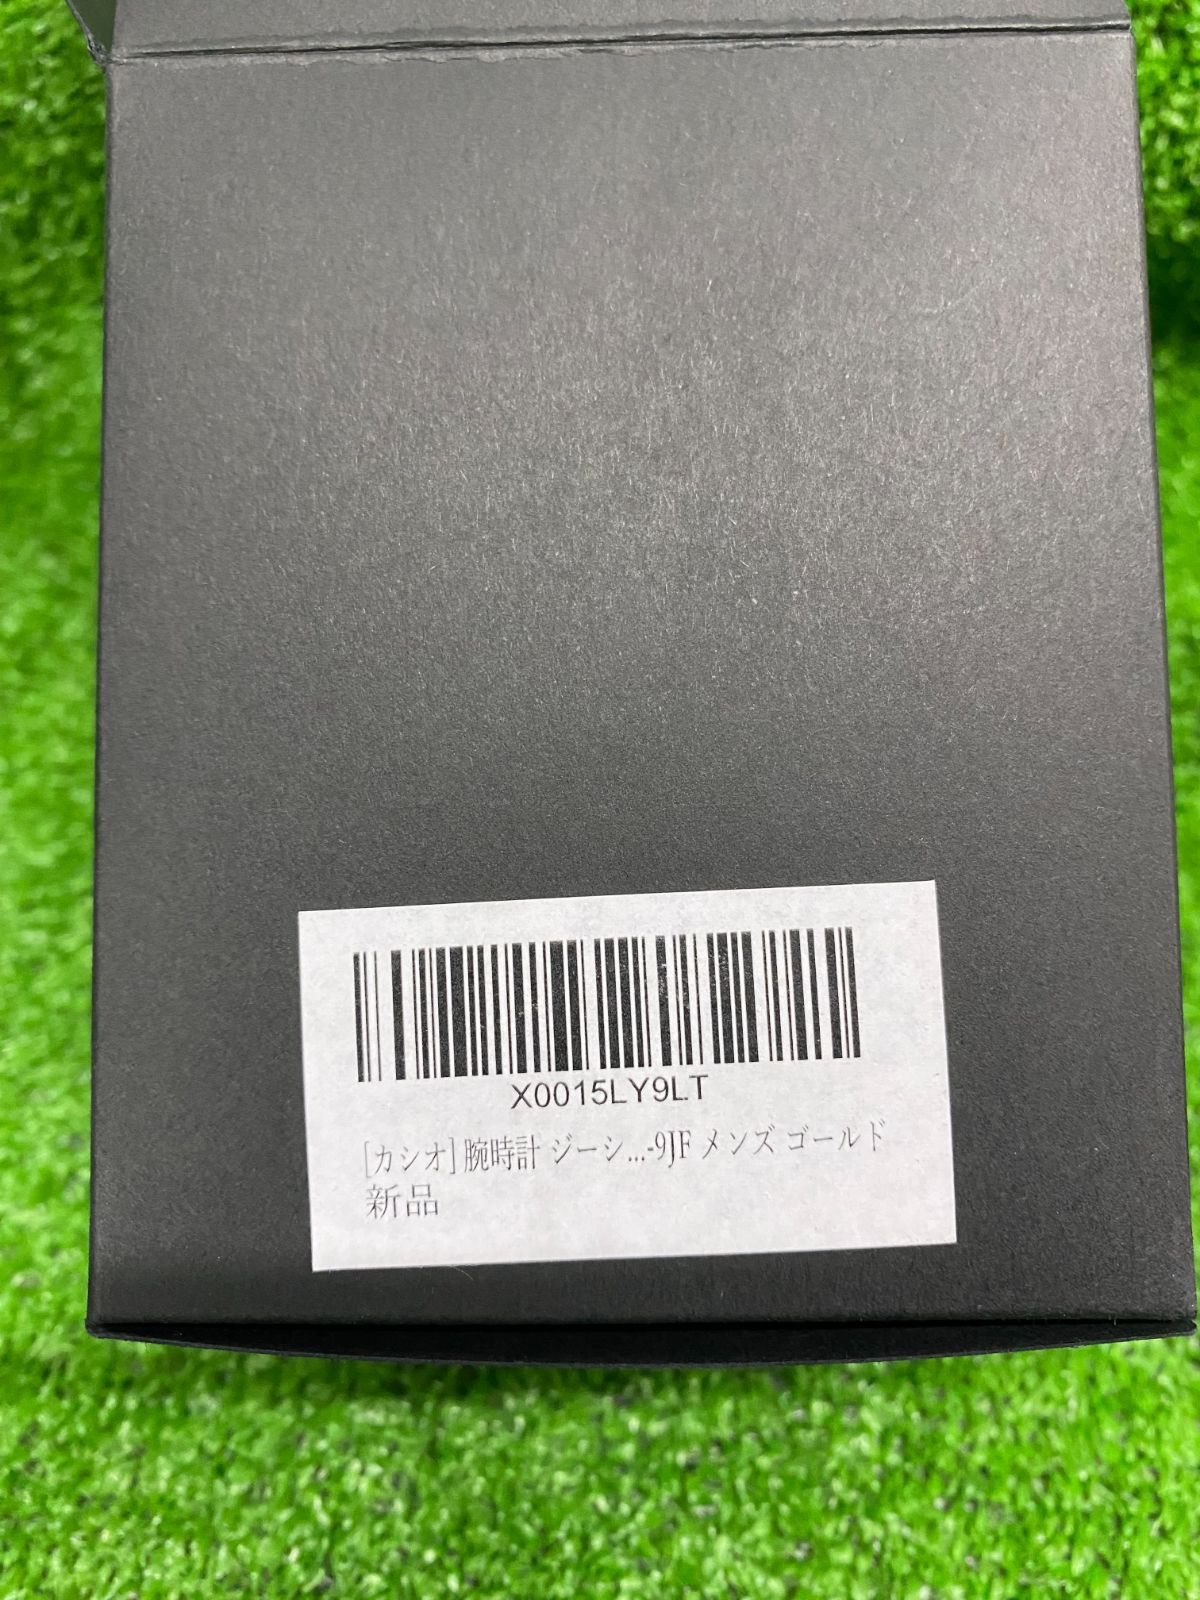 X0015LY9LT
[カシオ] 腕時計 ジーシ...-9JF メンズ ゴールド
新品